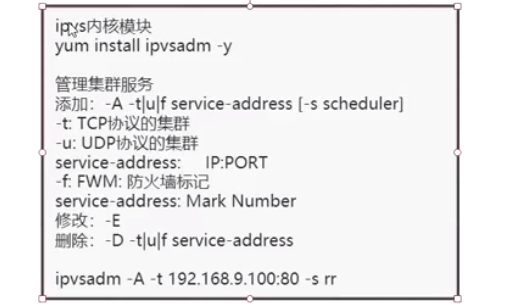 ipvs内核模块
yum install ipvsadm -y
管理集群服务
添加：-A -t|u|f service-address [-s scheduler]
-t: TCP协议的集群
-u: UDP协议的集群
service-address: IP:PORT
-f: FWM: 防火墙标记
service-address: Mark Number
修改：-E
删除：-D -t|u|f service-address
ipvsadm -A -t 192.168.9.100:80 -s rr